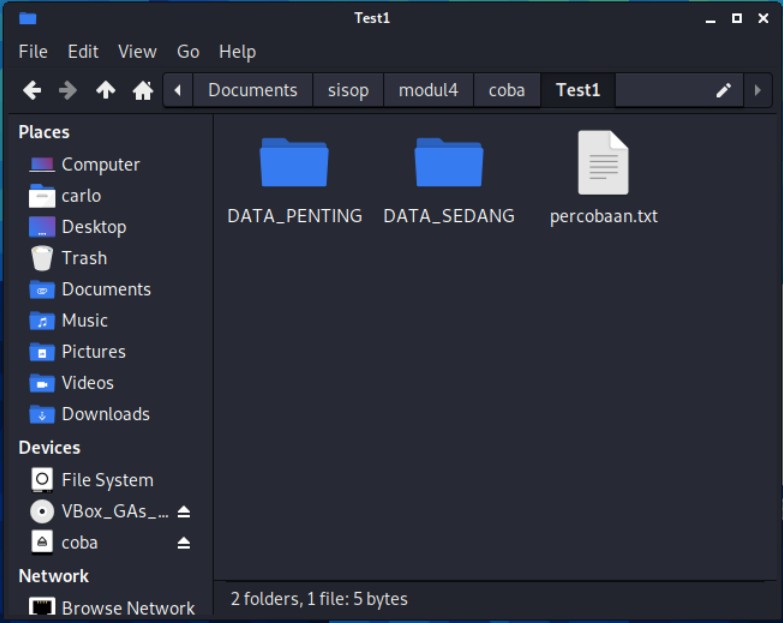 Test1
File Edit View Go Help
Documents sisop modul4 coba Test1
Places
Computer
carlo
Desktop
Trash
Documents
Music
Pictures
Videos
Downloads
Devices
File System
VBox_GAs_...
coba
Network
Browse Network
DATA_PENTING DATA_SEDANG percobaan.txt
2 folders, 1 file: 5 bytes